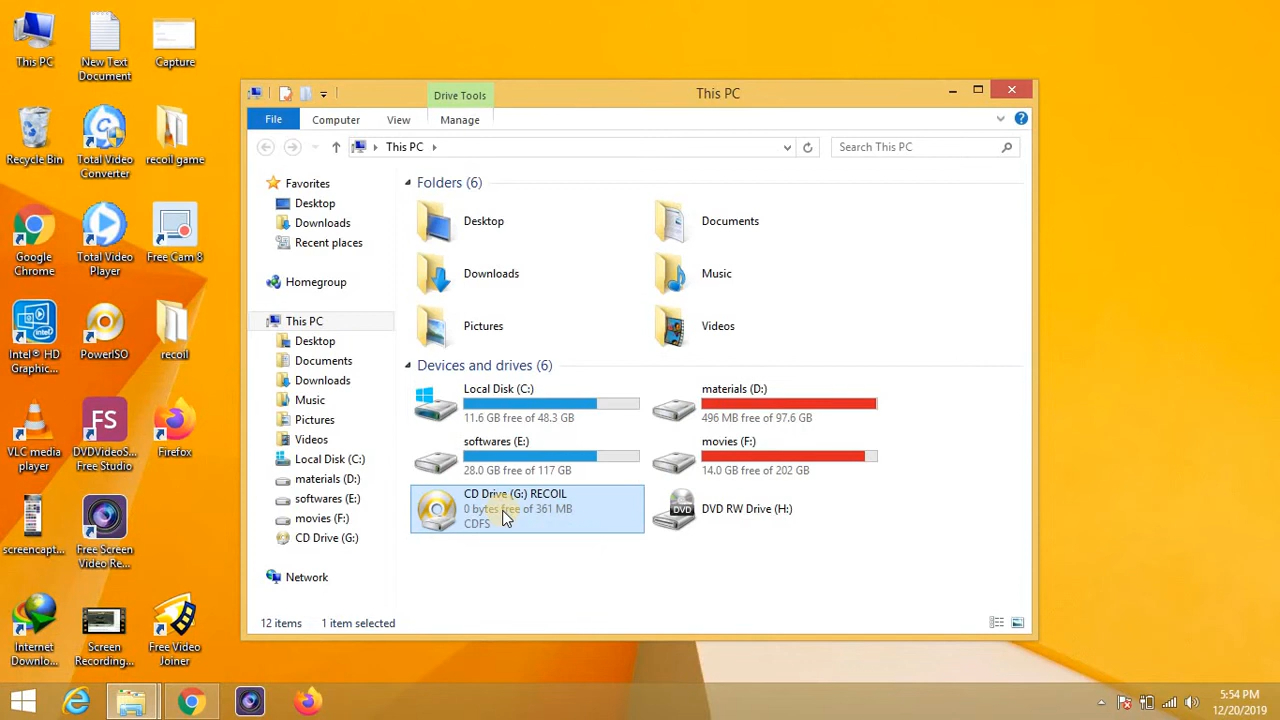 This PC
New Text
Document
Capture
Recycle Bin
Total Video
Converter
recoil game
Google
Chrome
Total Video
Player
Free Cam 8
Intel® HD
Graphic...
PowerISO
recoil
VLC media
player
DVDVideoS...
Free Studio
Firefox
screencapt...
Free Screen
Video Re...
Internet
Downlo...
Screen
Recording...
Free Video
Joiner
Drive Tools
This PC
File
Computer
View
Manage
This PC
Search This PC
Favorites
Desktop
Downloads
Recent places
Homegroup
This PC
Desktop
Documents
Downloads
Music
Pictures
Videos
Local Disk (C:)
materials (D:)
softwares (E:)
movies (F:)
CD Drive (G:)
Network
Folders (6)
Desktop
Documents
Downloads
Music
Pictures
Videos
Devices and drives (6)
Local Disk (C:)
11.6 GB free of 48.3 GB
materials (D:)
496 MB free of 97.6 GB
softwares (E:)
28.0 GB free of 117 GB
movies (F:)
14.0 GB free of 202 GB
CD Drive (G:) RECOIL
0 bytes free of 361 MB
CDFS
DVD
DVD RW Drive (H:)
12 items
1 item selected
FS
5:54 PM
12/20/2019